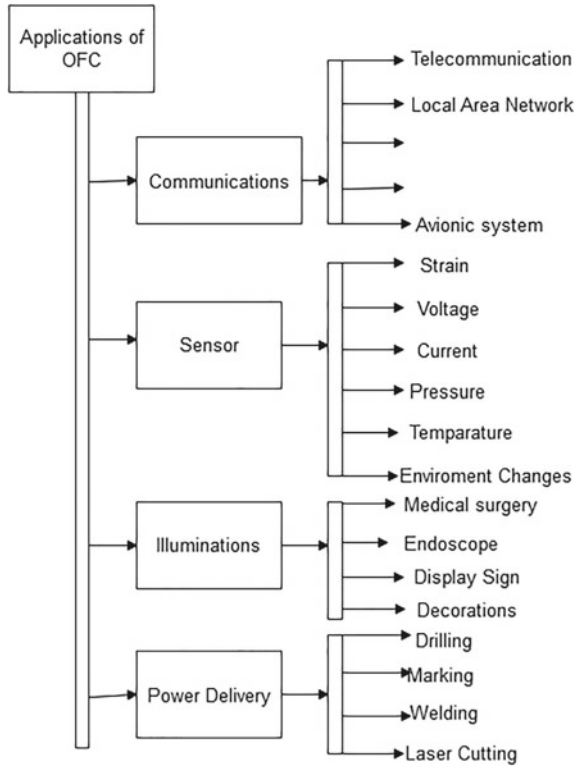 Applications of
OFC
Telecommunication
Local Area Network
Communications
Avionic system
Strain
Voltage
Sensor
Current
Pressure
Temparature
Enviroment Changes
Medical surgery
Illuminations
Endoscope
Display Sign
Decorations
Drilling
Marking
Power Delivery
Welding
Laser Cutting